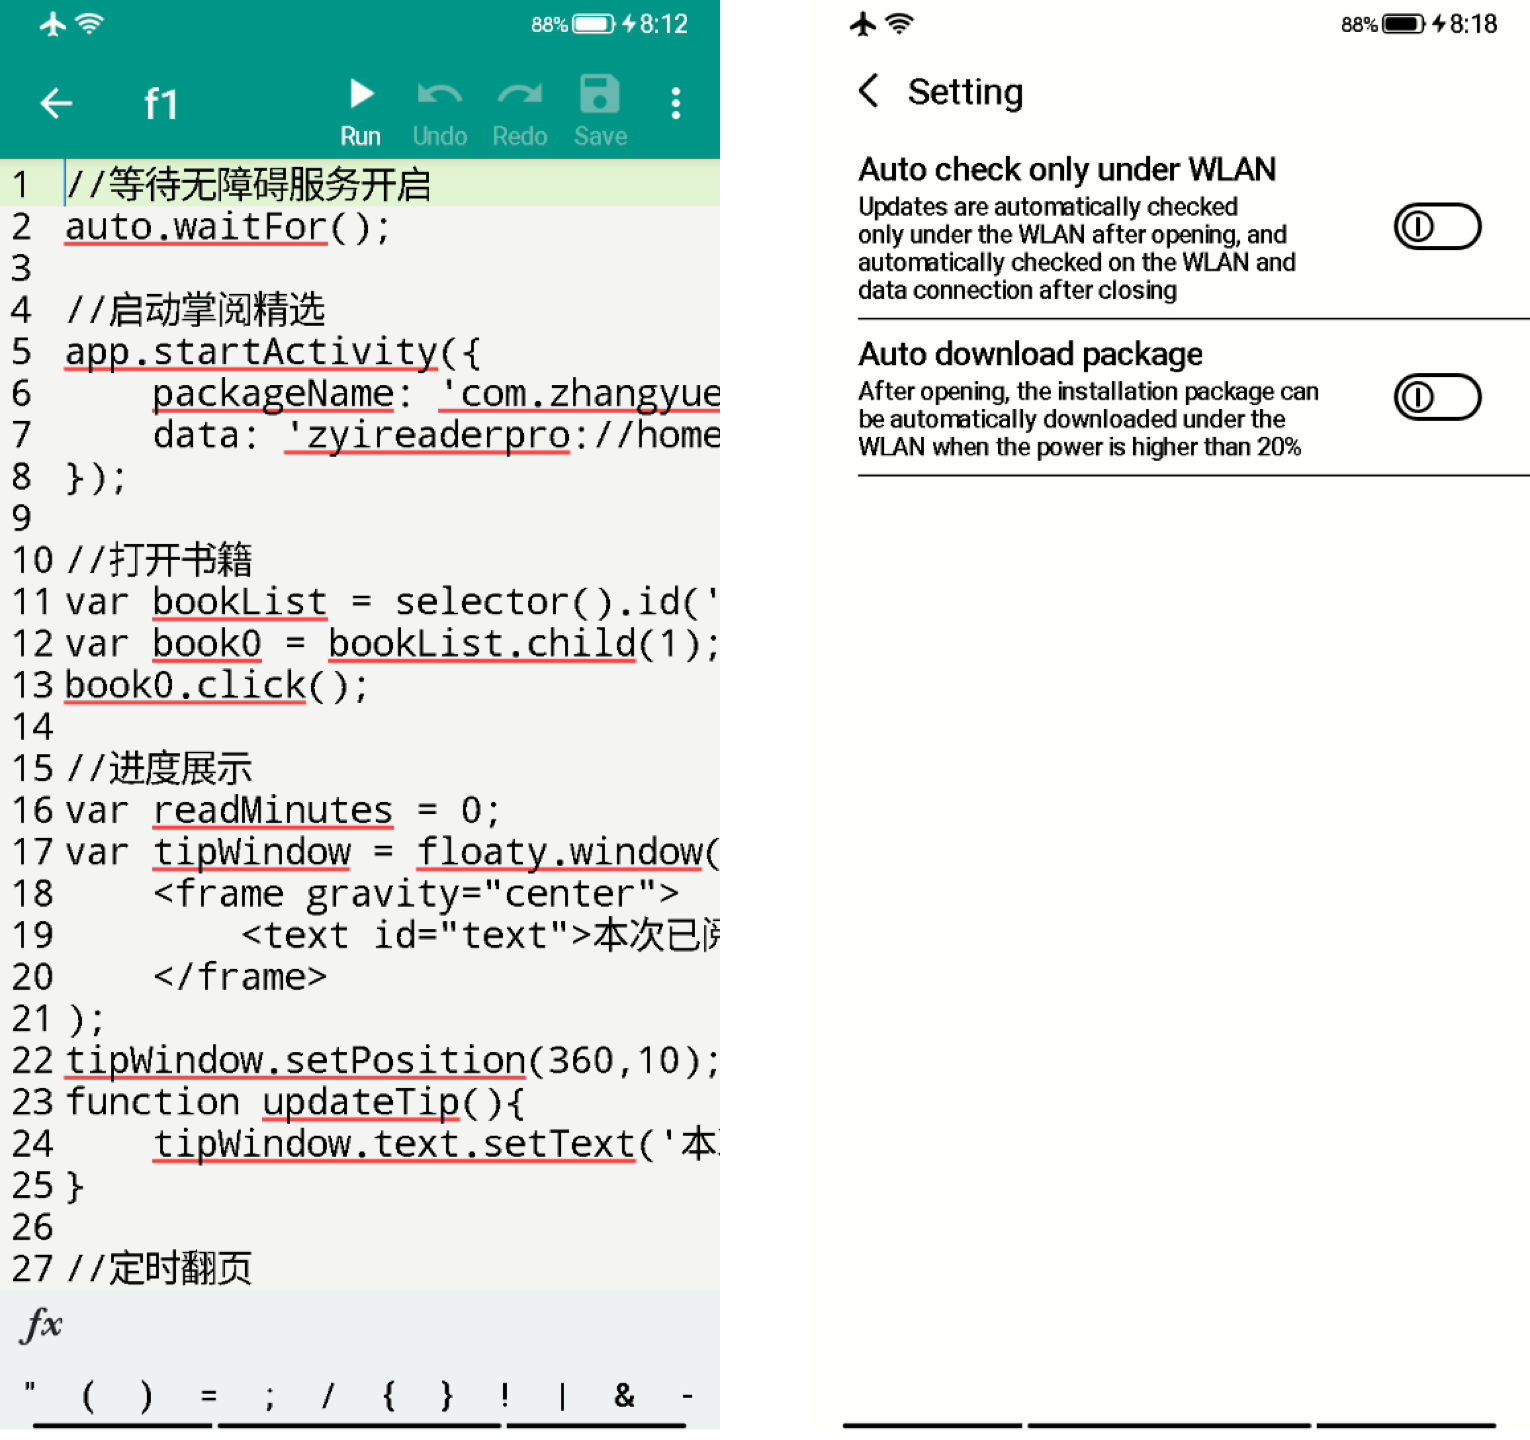 88% 8:12
f1
Run Undo Redo Save
1 //等待无障碍服务开启
2 auto.waitFor();
3
4 //启动掌阅精选
5 app.startActivity({
6 packageName: 'com.zhangyue
7 data: 'zyireaderpro://home
8 });
9
10 //打开书籍
11 var bookList = selector().id('
12 var book0 = bookList.child(1);
13 book0.click();
14
15 //进度展示
16 var readMinutes = 0;
17 var tipWindow = floaty.window(
18 <frame gravity="center">
19 <text id="text">本次已阅
20 </frame>
21 );
22 tipWindow.setPosition(360,10);
23 function updateTip(){
24 tipWindow.text.setText('本
25 }
26
27 //定时翻页
fx
" ( ) = ; / { } ! | & -
88% 8:18
Setting
Auto check only under WLAN
Updates are automatically checked
only under the WLAN after opening, and
automatically checked on the WLAN and
data connection after closing
Auto download package
After opening, the installation package can
be automatically downloaded under the
WLAN when the power is higher than 20%